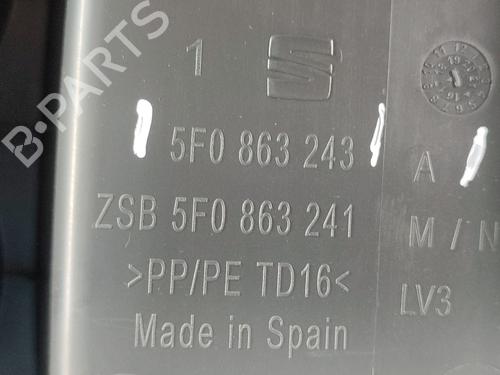 1
5F0 863 243 A
ZSB 5F0 863 241 M / N
>PP/PE TD16< LV3
Made in Spain
B-PARTS